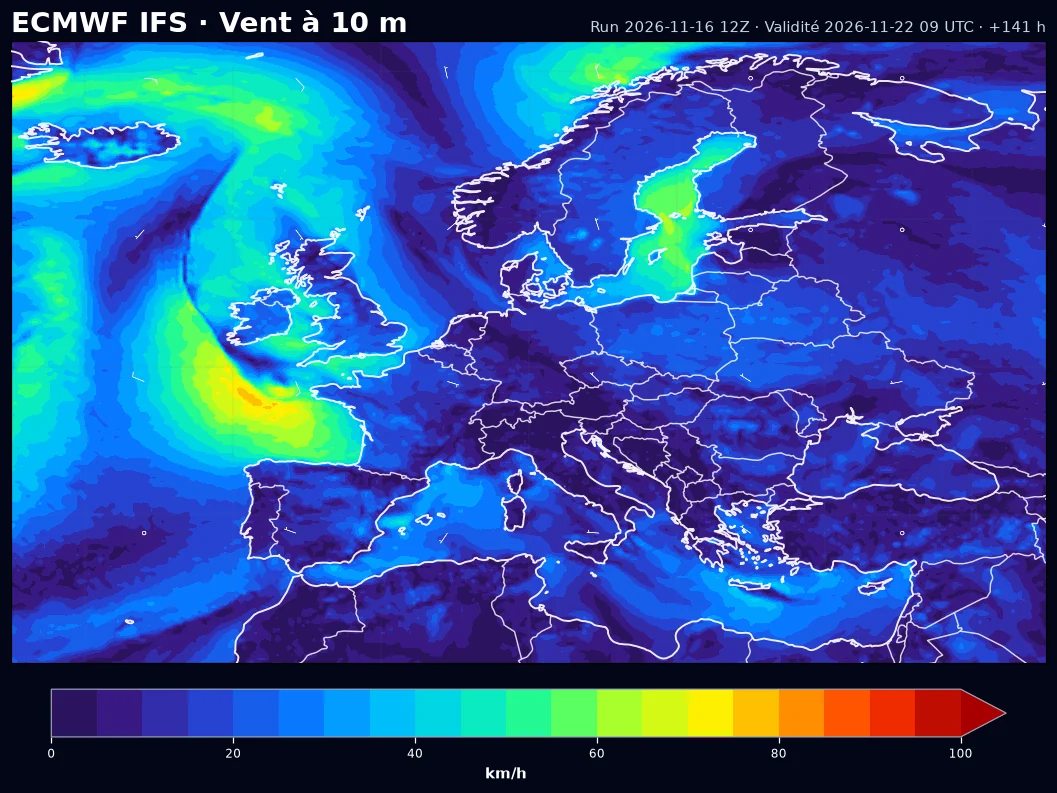 ECMWF IFS · Vent à 10 m
Run 2026-11-16 12Z · Validité 2026-11-22 09 UTC · +141 h
0 20 40 60 80 100
km/h